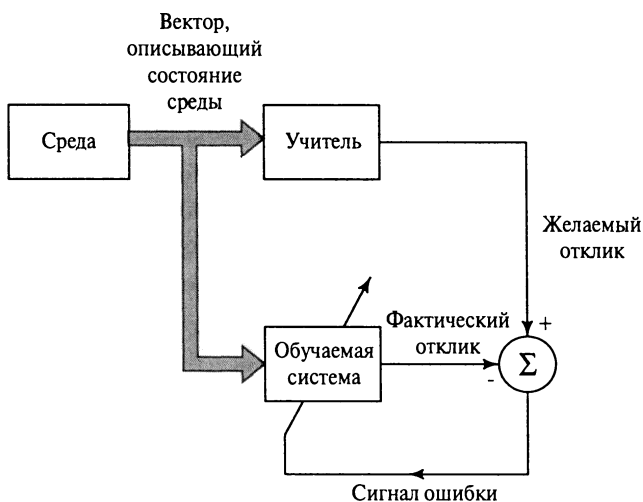 Вектор,
описывающий
состояние
среды
Среда
Учитель
Желаемый
отклик
Фактический
отклик
+
-
Σ
Обучаемая
система
Сигнал ошибки